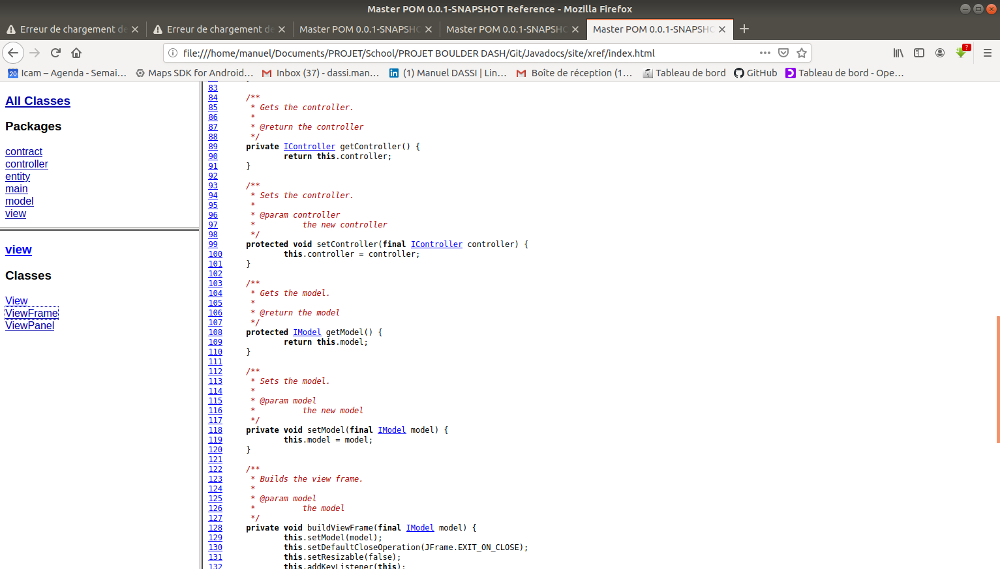 Master POM 0.0.1-SNAPSHOT Reference - Mozilla Firefox
Erreur de chargement de
Erreur de chargement de
Master POM 0.0.1-SNAPSHO
Master POM 0.0.1-SNAPSHO
Master POM 0.0.1-SNAPSHO
file:///home/manuel/Documents/PROJET/School/PROJET BOULDER DASH/Git/Javadocs/site/xref/index.html
?
20 Icam – Agenda - Semai…
Maps SDK for Android…
Inbox (37) - dassi.man…
(1) Manuel DASSI | Lin…
Boîte de réception (1…
Tableau de bord
GitHub
Tableau de bord - Ope…
All Classes
Packages
contract
controller
entity
main
model
view
view
Classes
View
ViewFrame
ViewPanel
83
84 /**
85 * Gets the controller.
86 *
87 * @return the controller
88 */
89 private IController getController() {
90 return this.controller;
91 }
92
93 /**
94 * Sets the controller.
95 *
96 * @param controller
97 * the new controller
98 */
99 protected void setController(final IController controller) {
100 this.controller = controller;
101 }
102
103 /**
104 * Gets the model.
105 *
106 * @return the model
107 */
108 protected IModel getModel() {
109 return this.model;
110 }
111
112 /**
113 * Sets the model.
114 *
115 * @param model
116 * the new model
117 */
118 private void setModel(final IModel model) {
119 this.model = model;
120 }
121
122 /**
123 * Builds the view frame.
124 *
125 * @param model
126 * the model
127 */
128 private void buildViewFrame(final IModel model) {
129 this.setModel(model);
130 this.setDefaultCloseOperation(JFrame.EXIT_ON_CLOSE);
131 this.setResizable(false);
132 this.addKeyListener(this);